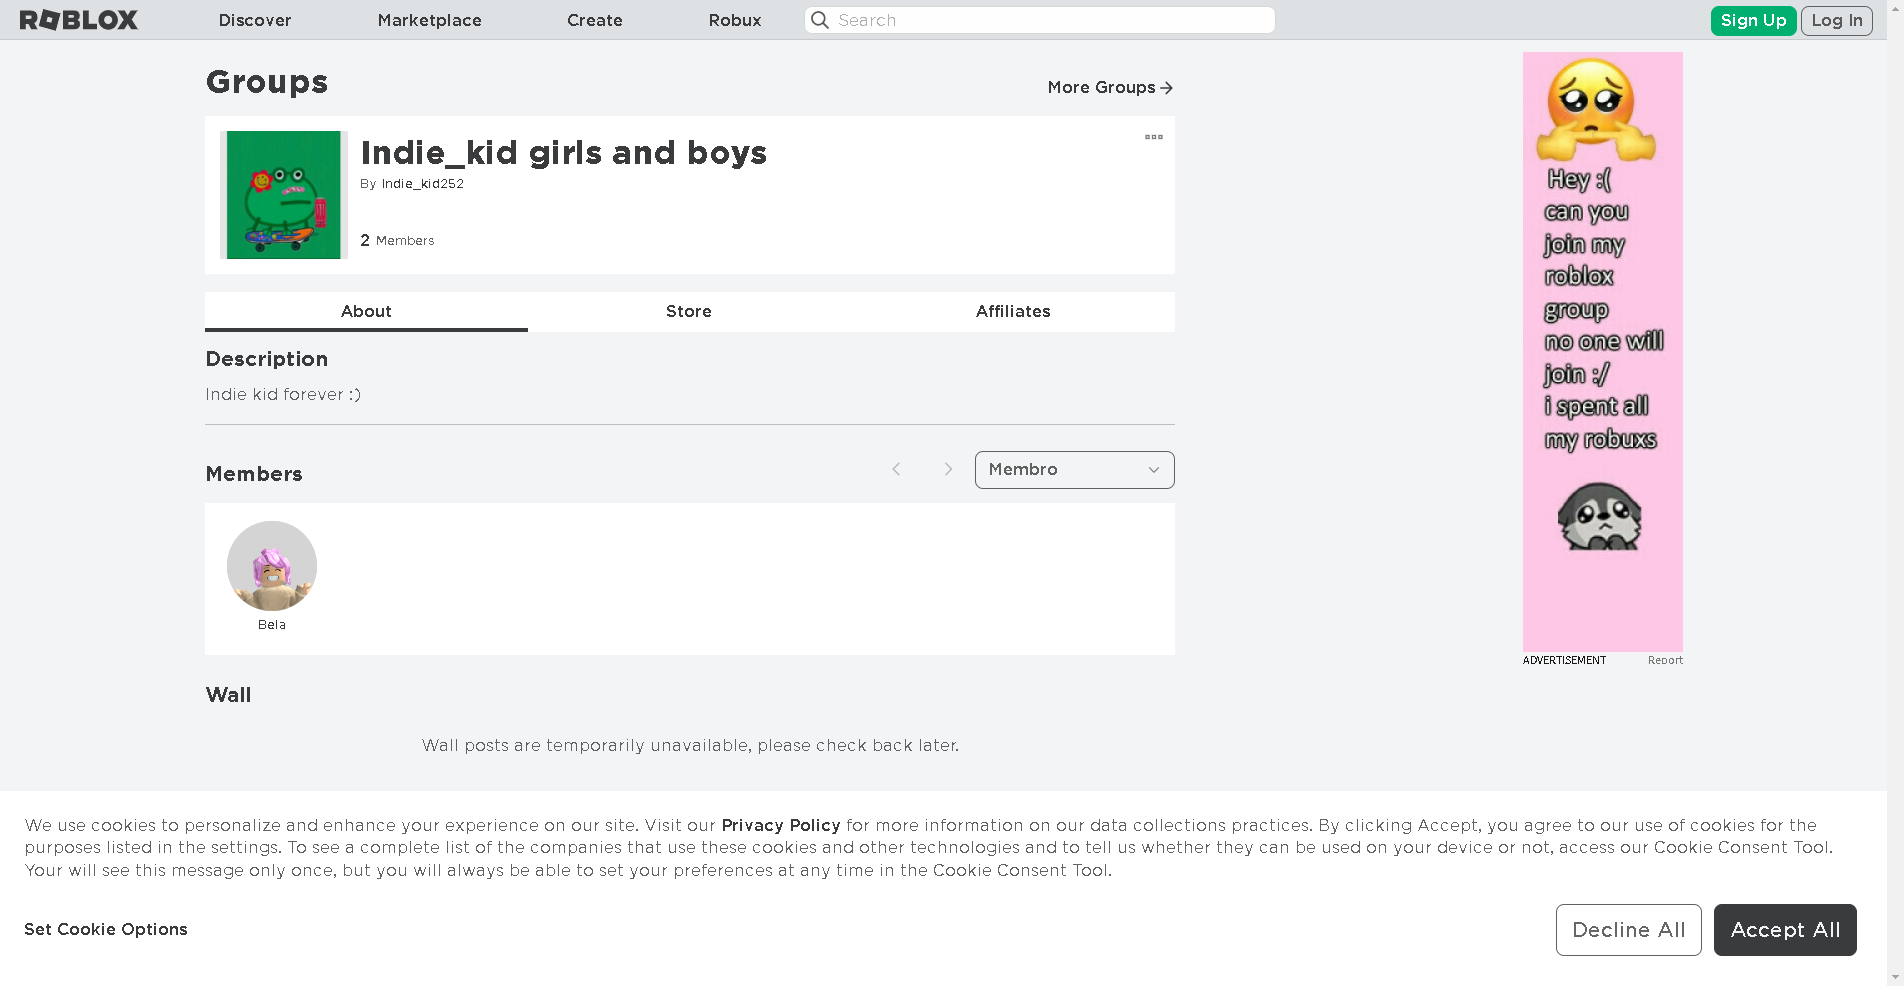 ROBLOX
Discover
Marketplace
Create
Robux
Search
Sign Up
Log In
Groups
More Groups
Indie_kid girls and boys
By Indie_kid252
2 Members
About
Store
Affiliates
Description
Indie kid forever :)
Members
Membro
Bela
Wall
Wall posts are temporarily unavailable, please check back later.
Hey :(
can you
join my
roblox
group
no one will
join :/
i spent all
my robuxs
ADVERTISEMENT
Report
We use cookies to personalize and enhance your experience on our site. Visit our Privacy Policy for more information on our data collections practices. By clicking Accept, you agree to our use of cookies for the
purposes listed in the settings. To see a complete list of the companies that use these cookies and other technologies and to tell us whether they can be used on your device or not, access our Cookie Consent Tool.
Your will see this message only once, but you will always be able to set your preferences at any time in the Cookie Consent Tool.
Set Cookie Options
Decline All
Accept All